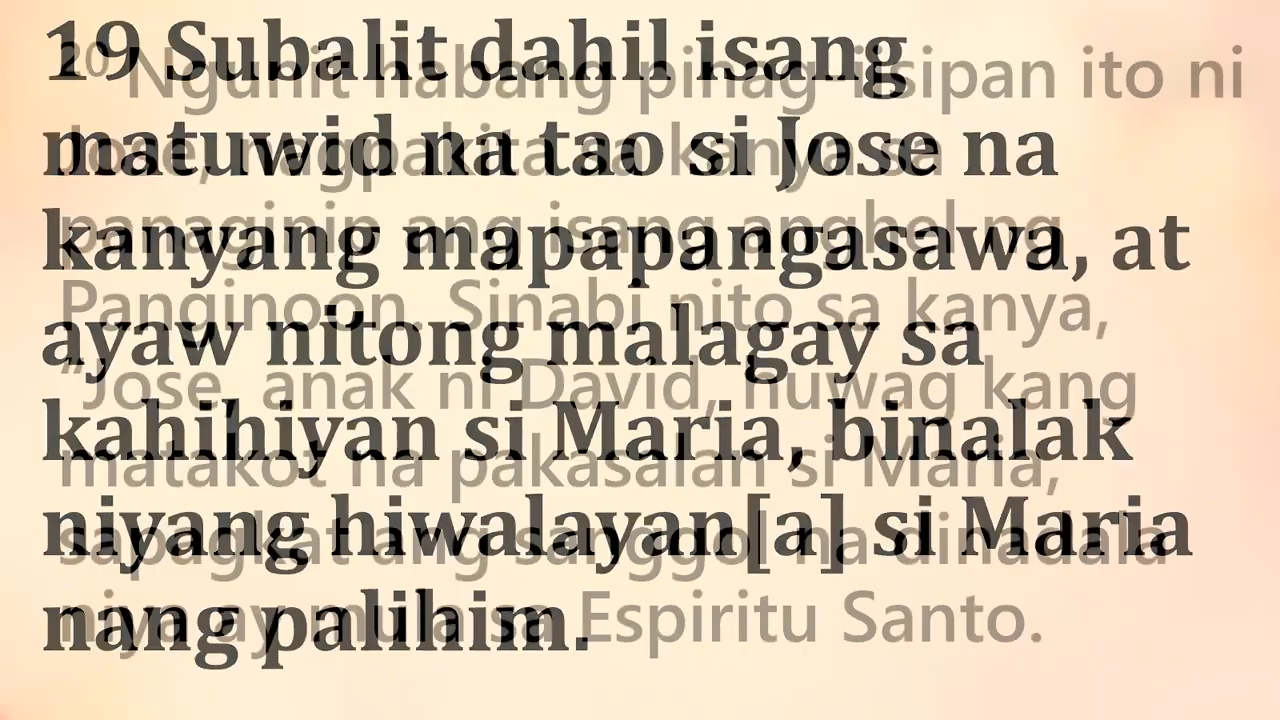 19 Subalit dahil isang
matuwid na tao si Jose na
kanyang mapapangasawa, at
ayaw nitong malagay sa
kahihiyan si Maria, binalak
niyang hiwalayan[a] si Maria
nang palihim.
20 Ngunit habang pinag-iisipan ito ni
Jose, nagpakita sa kanya sa
panaginip ang isang anghel ng
Panginoon. Sinabi nito sa kanya,
“Jose, anak ni David, huwag kang
matakot na pakasalan si Maria,
sapagkat ang sanggol na dinadala
niya ay mula sa Espiritu Santo.